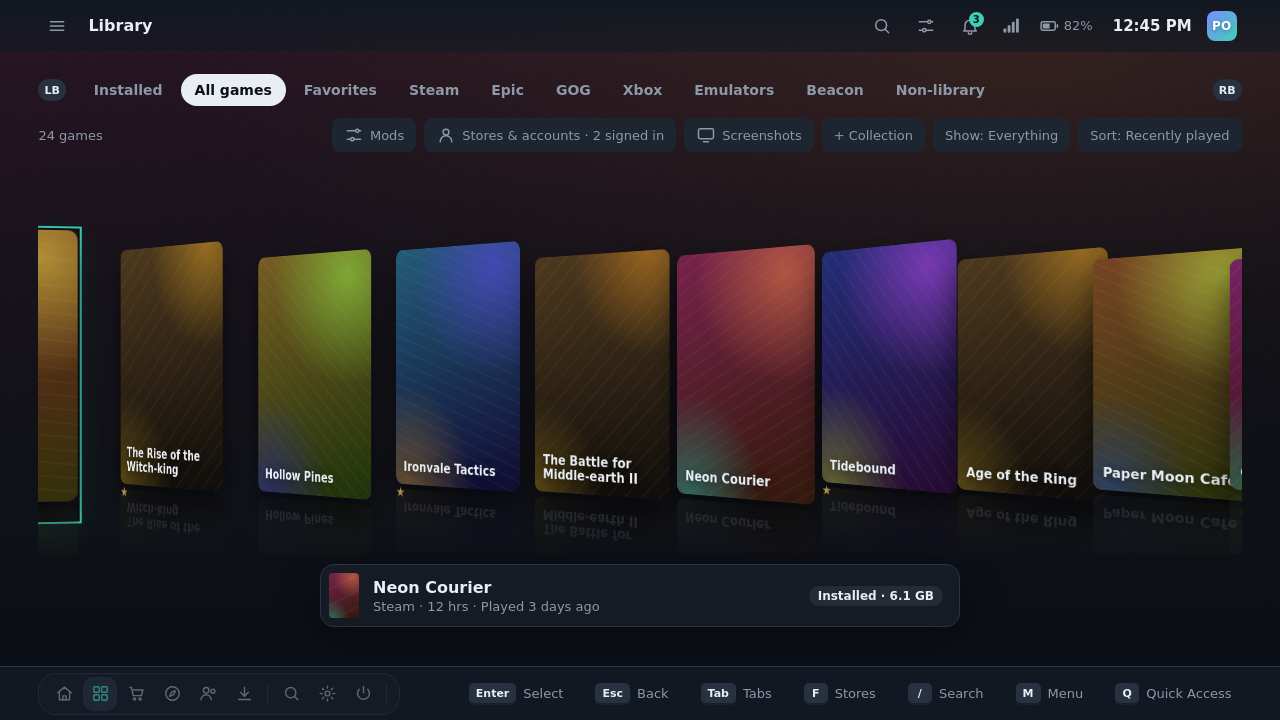 Library
3
82%
12:45 PM
PO
LB
Installed
All games
Favorites
Steam
Epic
GOG
Xbox
Emulators
Beacon
Non-library
RB
24 games
Mods
Stores & accounts · 2 signed in
Screenshots
+ Collection
Show: Everything
Sort: Recently played
The Rise of the
Witch-king
Hollow Pines
Ironvale Tactics
The Battle for
Middle-earth II
Neon Courier
Tidebound
Age of the Ring
Paper Moon Cafe
Neon Courier
Steam · 12 hrs · Played 3 days ago
Installed · 6.1 GB
Enter Select
Esc Back
Tab Tabs
F Stores
/ Search
M Menu
Q Quick Access